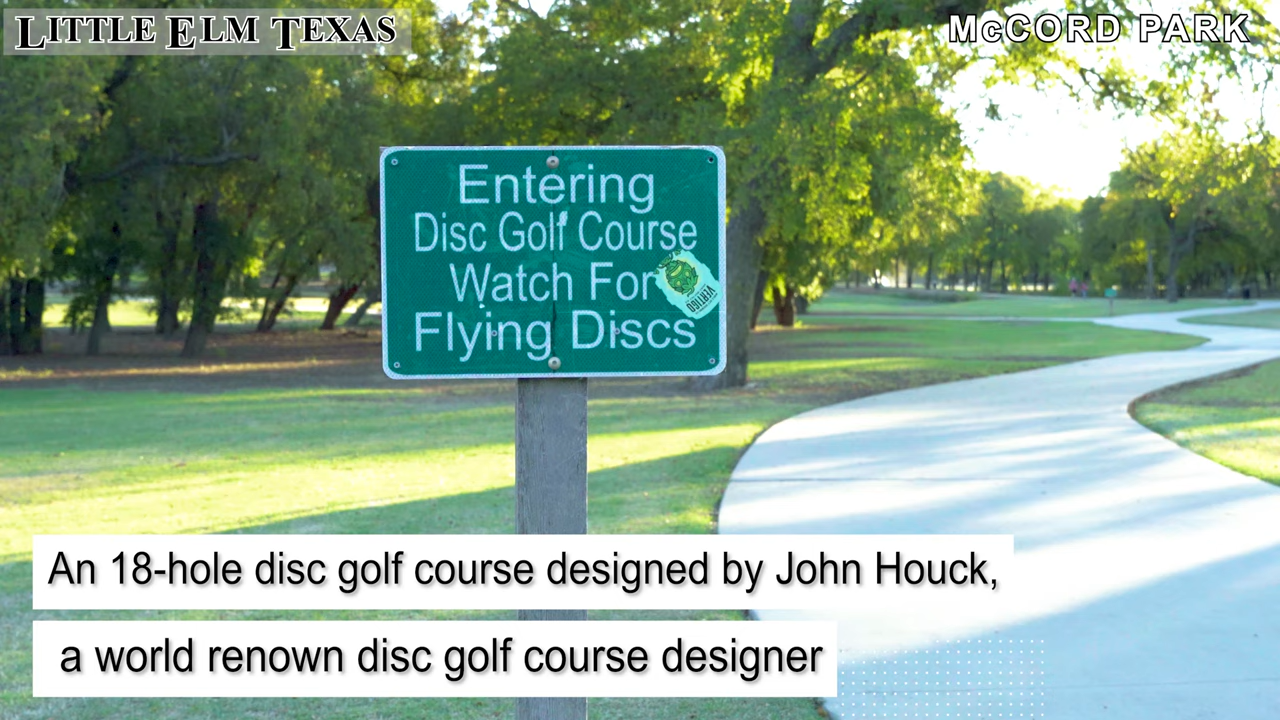 LITTLE ELM TEXAS
McCORD PARK
Entering
Disc Golf Course
Watch For
Flying Discs
VERTIGO
An 18-hole disc golf course designed by John Houck,
a world renown disc golf course designer